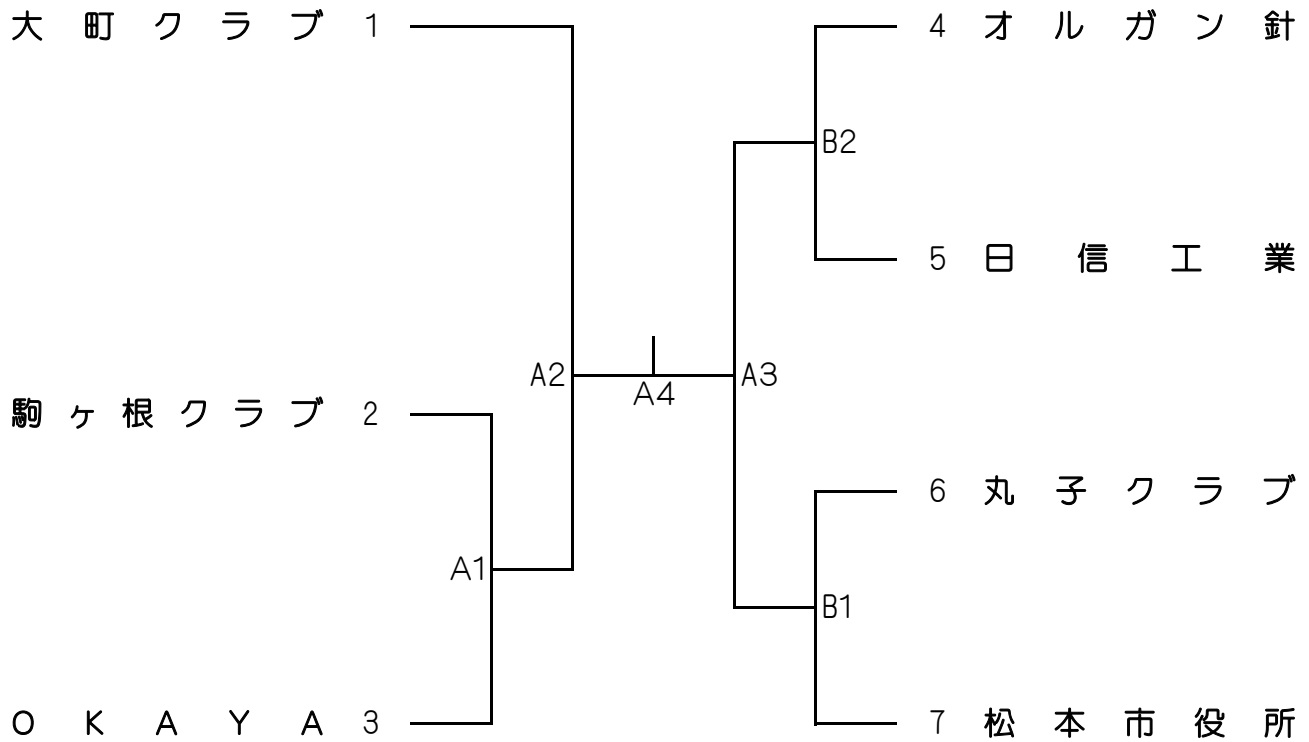 大町クラブ 1
4 オルガン針
B2
5 日信工業
A2
A3
A4
駒ヶ根クラブ 2
6 丸子クラブ
A1
B1
OKAYA 3
7 松本市役所